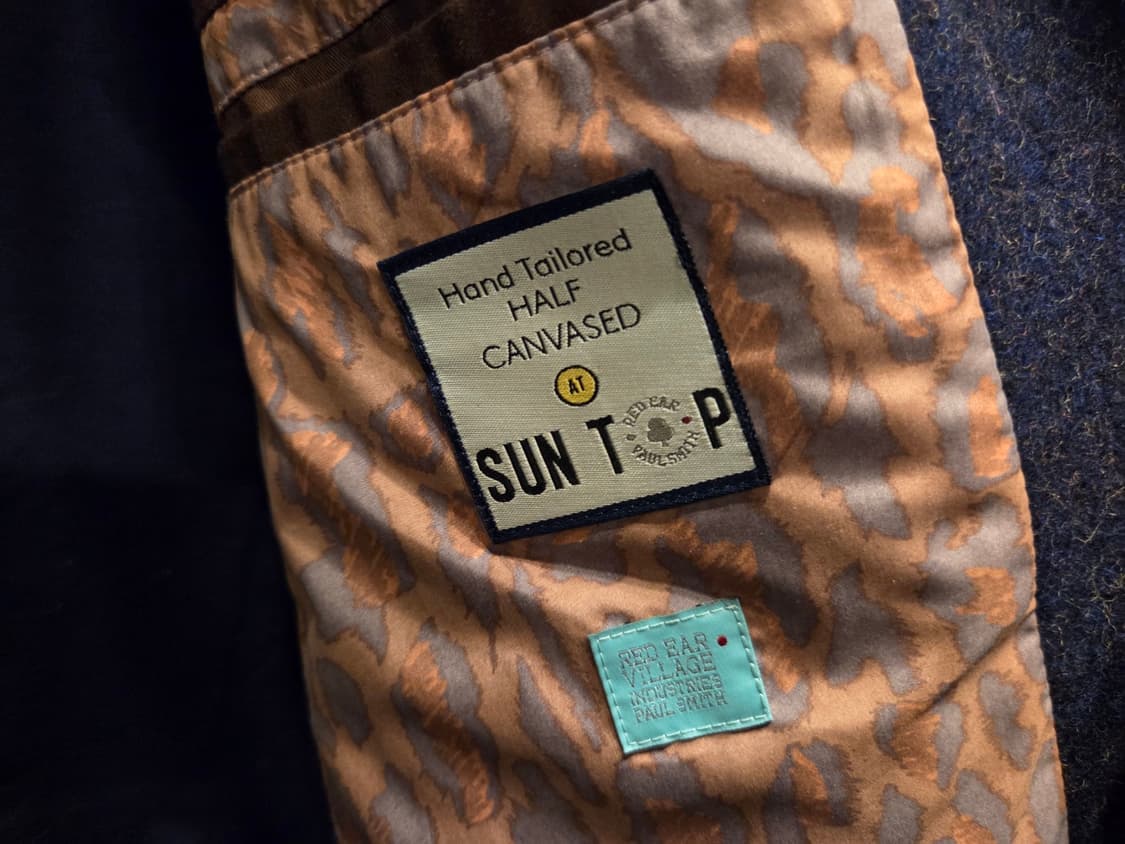 Hand Tailored
HALF
CANVASED
AT
SUN T P
RED EAR
PAUL SMITH
RED EAR
VILLAGE
INDUSTRIES
PAUL SMITH